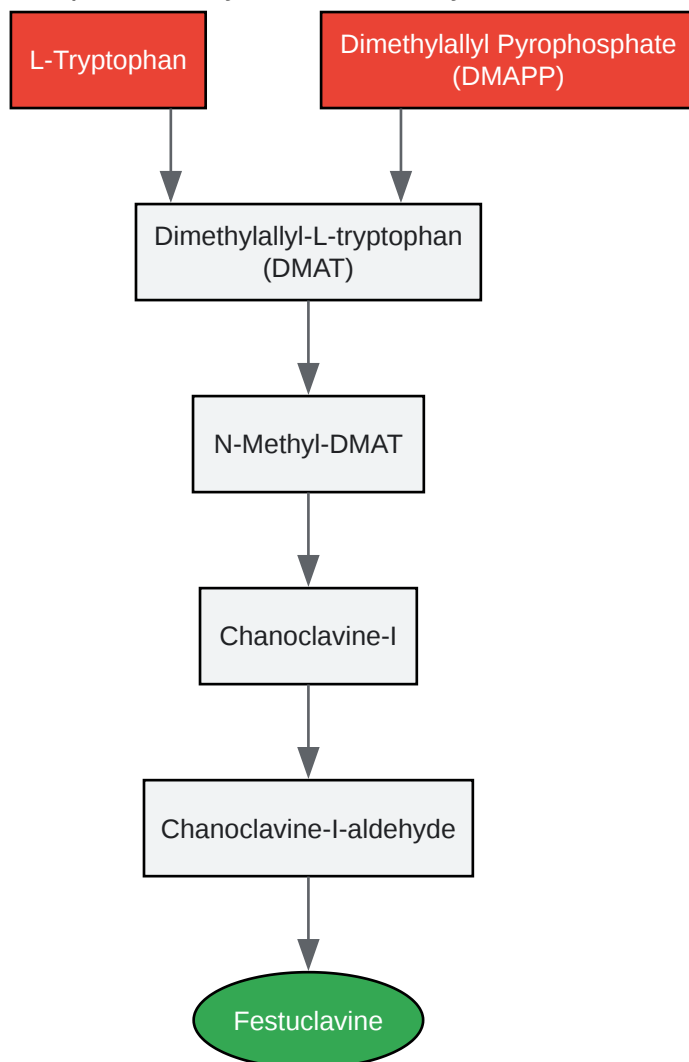 L-Tryptophan
Dimethylallyl Pyrophosphate
(DMAPP)
Dimethylallyl-L-tryptophan
(DMAT)
N-Methyl-DMAT
Chanoclavine-I
Chanoclavine-I-aldehyde
Festuclavine